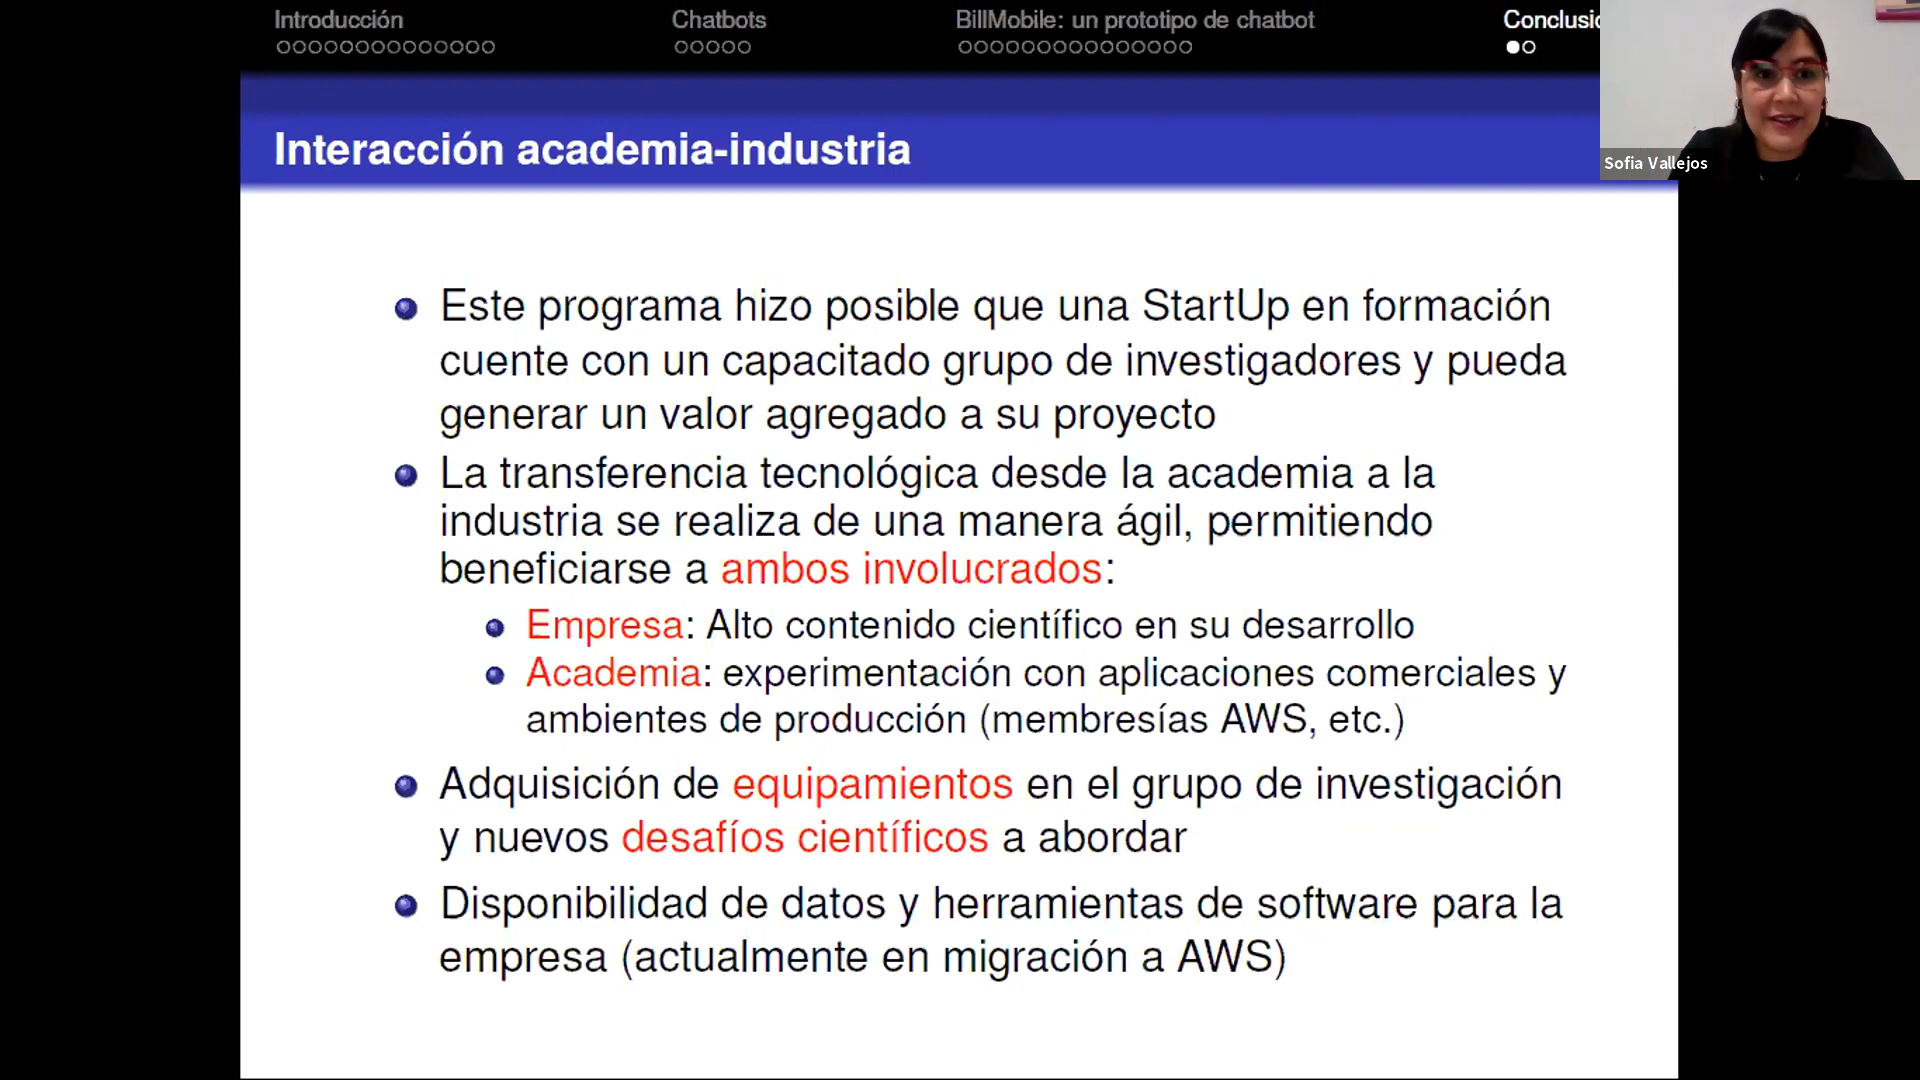 Introducción
Chatbots
BillMobile: un prototipo de chatbot
Conclusio
Sofia Vallejos
Interacción academia-industria
Este programa hizo posible que una StartUp en formación
cuente con un capacitado grupo de investigadores y pueda
generar un valor agregado a su proyecto
La transferencia tecnológica desde la academia a la
industria se realiza de una manera ágil, permitiendo
beneficiarse a ambos involucrados:
Empresa: Alto contenido científico en su desarrollo
Academia: experimentación con aplicaciones comerciales y
ambientes de producción (membresías AWS, etc.)
Adquisición de equipamientos en el grupo de investigación
y nuevos desafíos científicos a abordar
Disponibilidad de datos y herramientas de software para la
empresa (actualmente en migración a AWS)